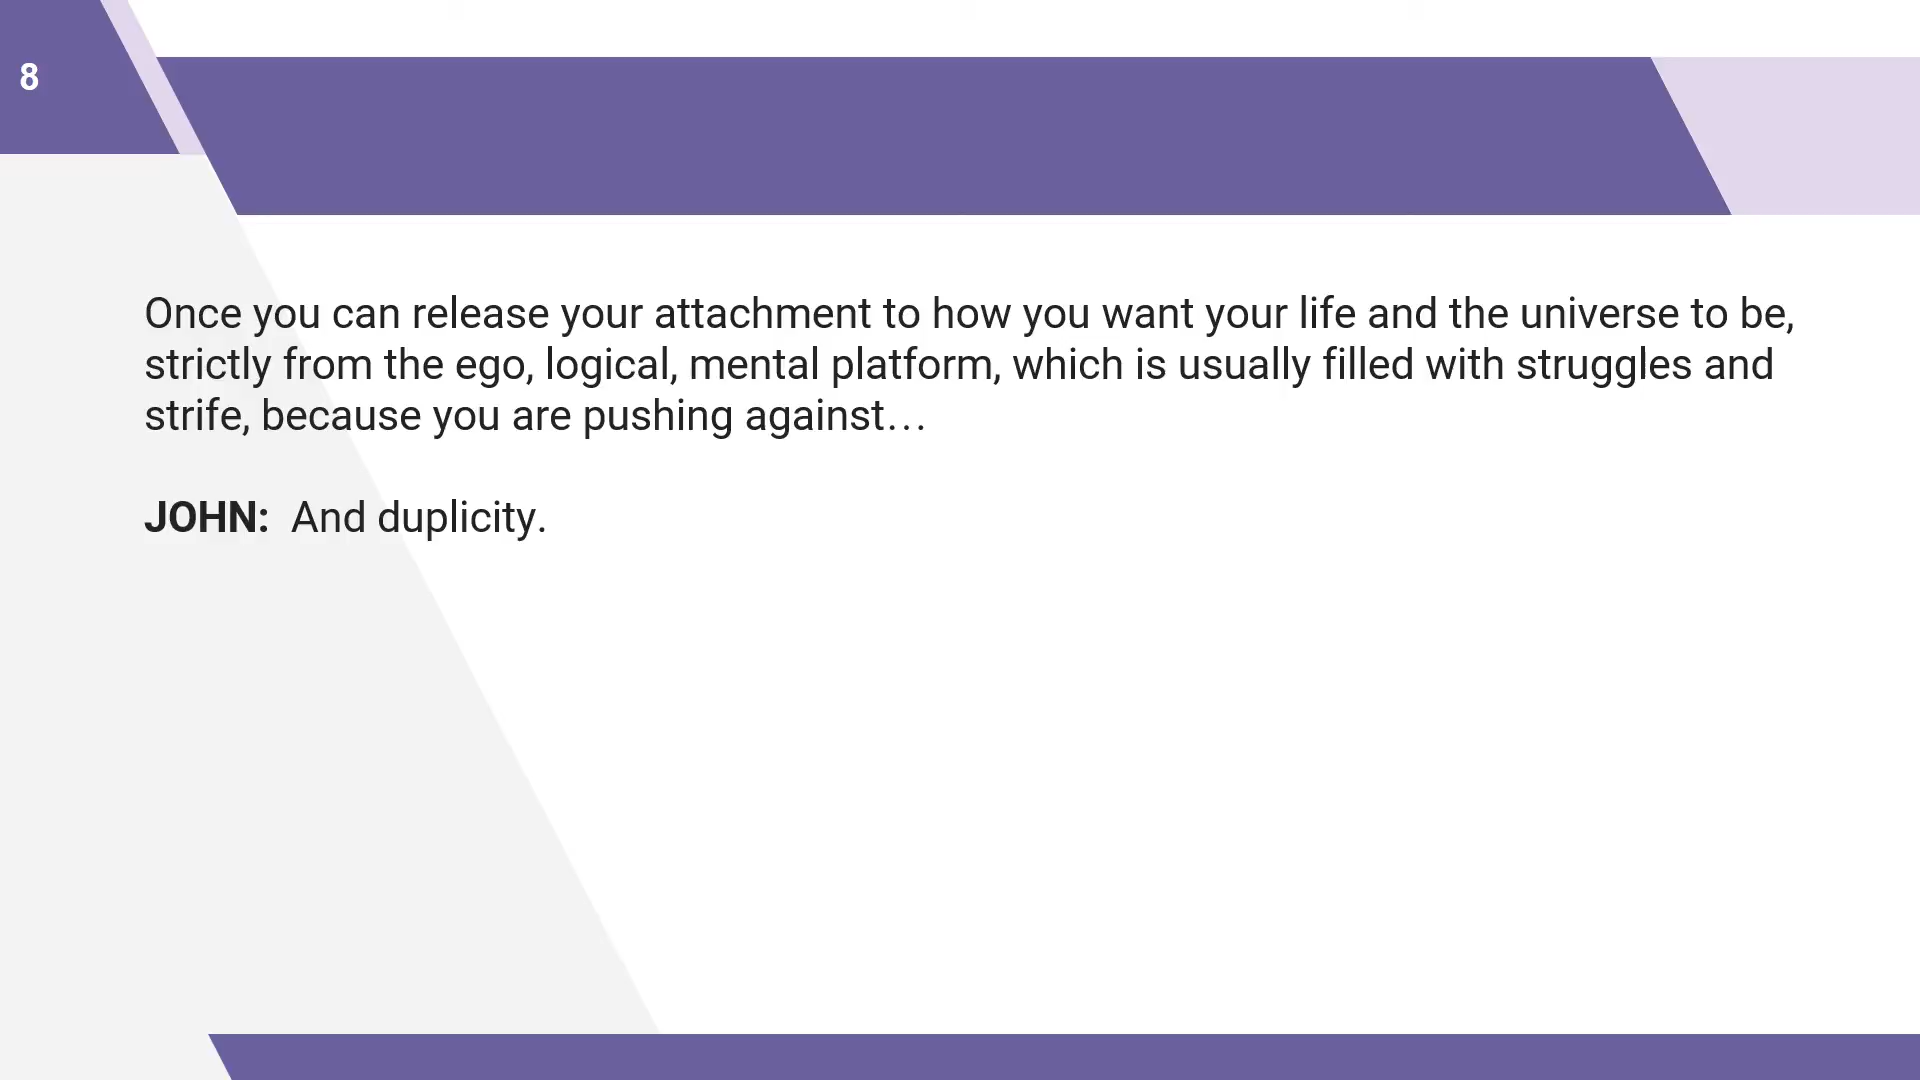 8
Once you can release your attachment to how you want your life and the universe to be,
strictly from the ego, logical, mental platform, which is usually filled with struggles and
strife, because you are pushing against…
JOHN:  And duplicity.